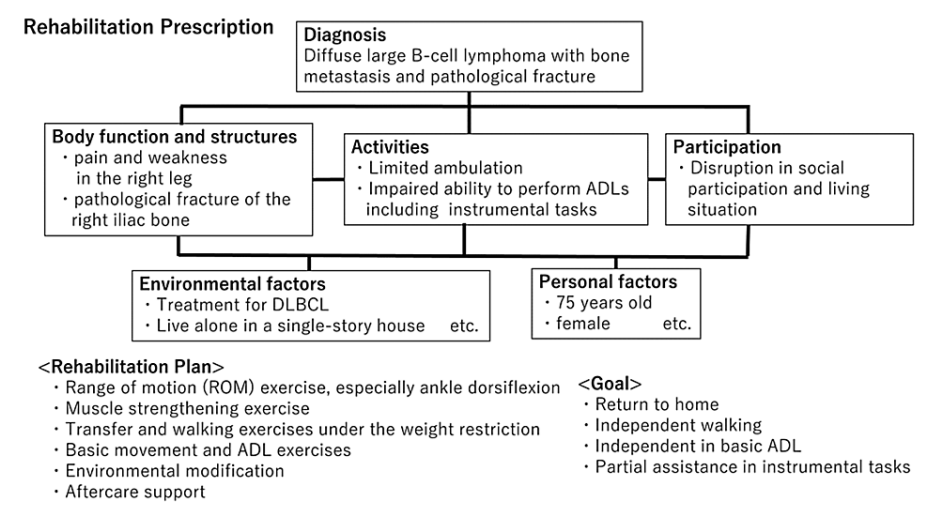 Rehabilitation Prescription
Diagnosis
Diffuse large B-cell lymphoma with bone
metastasis and pathological fracture
Body function and structures
・pain and weakness
in the right leg
・pathological fracture of the
right iliac bone
Activities
・Limited ambulation
・Impaired ability to perform ADLs
including instrumental tasks
Participation
・Disruption in social
participation and living
situation
Environmental factors
・Treatment for DLBCL
・Live alone in a single-story house etc.
Personal factors
・75 years old
・female etc.
<Rehabilitation Plan>
・Range of motion (ROM) exercise, especially ankle dorsiflexion
・Muscle strengthening exercise
・Transfer and walking exercises under the weight restriction
・Basic movement and ADL exercises
・Environmental modification
・Aftercare support
<Goal>
・Return to home
・Independent walking
・Independent in basic ADL
・Partial assistance in instrumental tasks